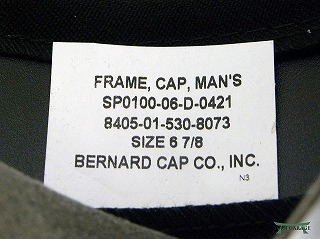 FRAME, CAP, MAN'S
SP0100-06-D-0421
8405-01-530-8073
SIZE 6 7/8
BERNARD CAP CO., INC.
N3